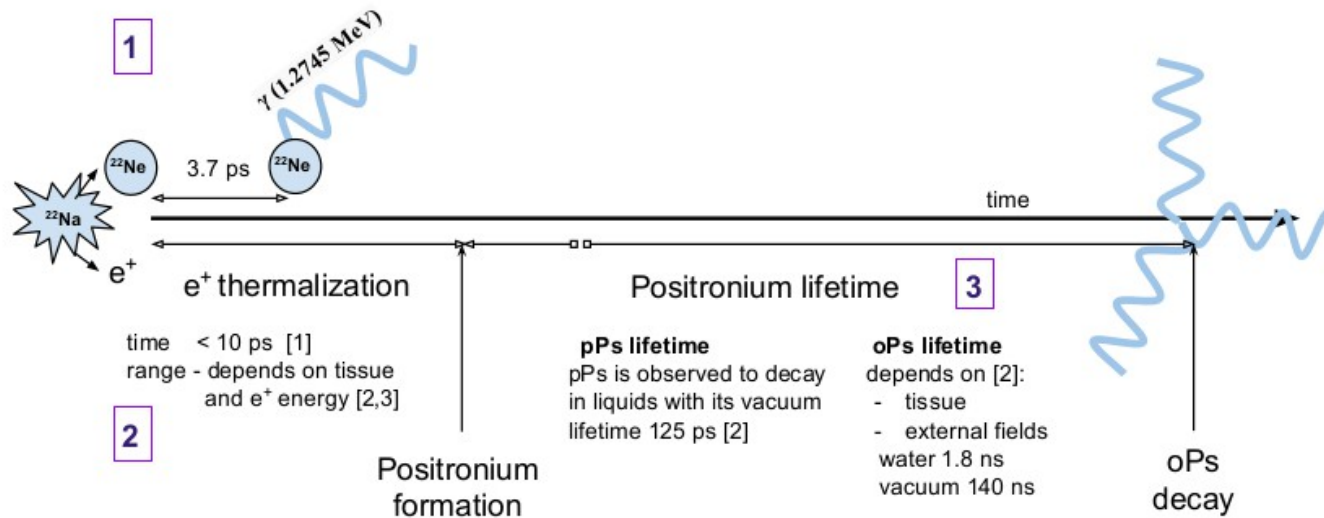 1
γ (1.2745 MeV)
²²Ne
3.7 ps
²²Ne
²²Na
e⁺
time
e⁺ thermalization
time < 10 ps [1]
range - depends on tissue
and e⁺ energy [2,3]
2
Positronium
formation
Positronium lifetime
3
pPs lifetime
pPs is observed to decay
in liquids with its vacuum
lifetime 125 ps [2]
oPs lifetime
depends on [2]:
- tissue
- external fields
water 1.8 ns
vacuum 140 ns
oPs
decay